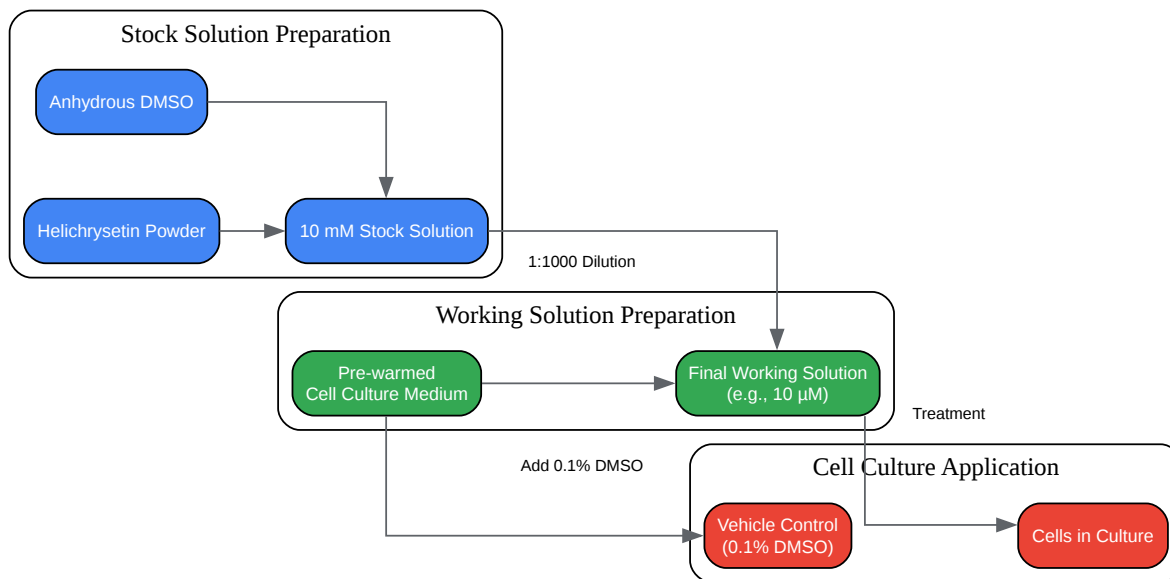 Stock Solution Preparation
Anhydrous DMSO
Helichrysetin Powder
10 mM Stock Solution
1:1000 Dilution
Working Solution Preparation
Pre-warmed
Cell Culture Medium
Final Working Solution
(e.g., 10 µM)
Treatment
Add 0.1% DMSO
Cell Culture Application
Vehicle Control
(0.1% DMSO)
Cells in Culture